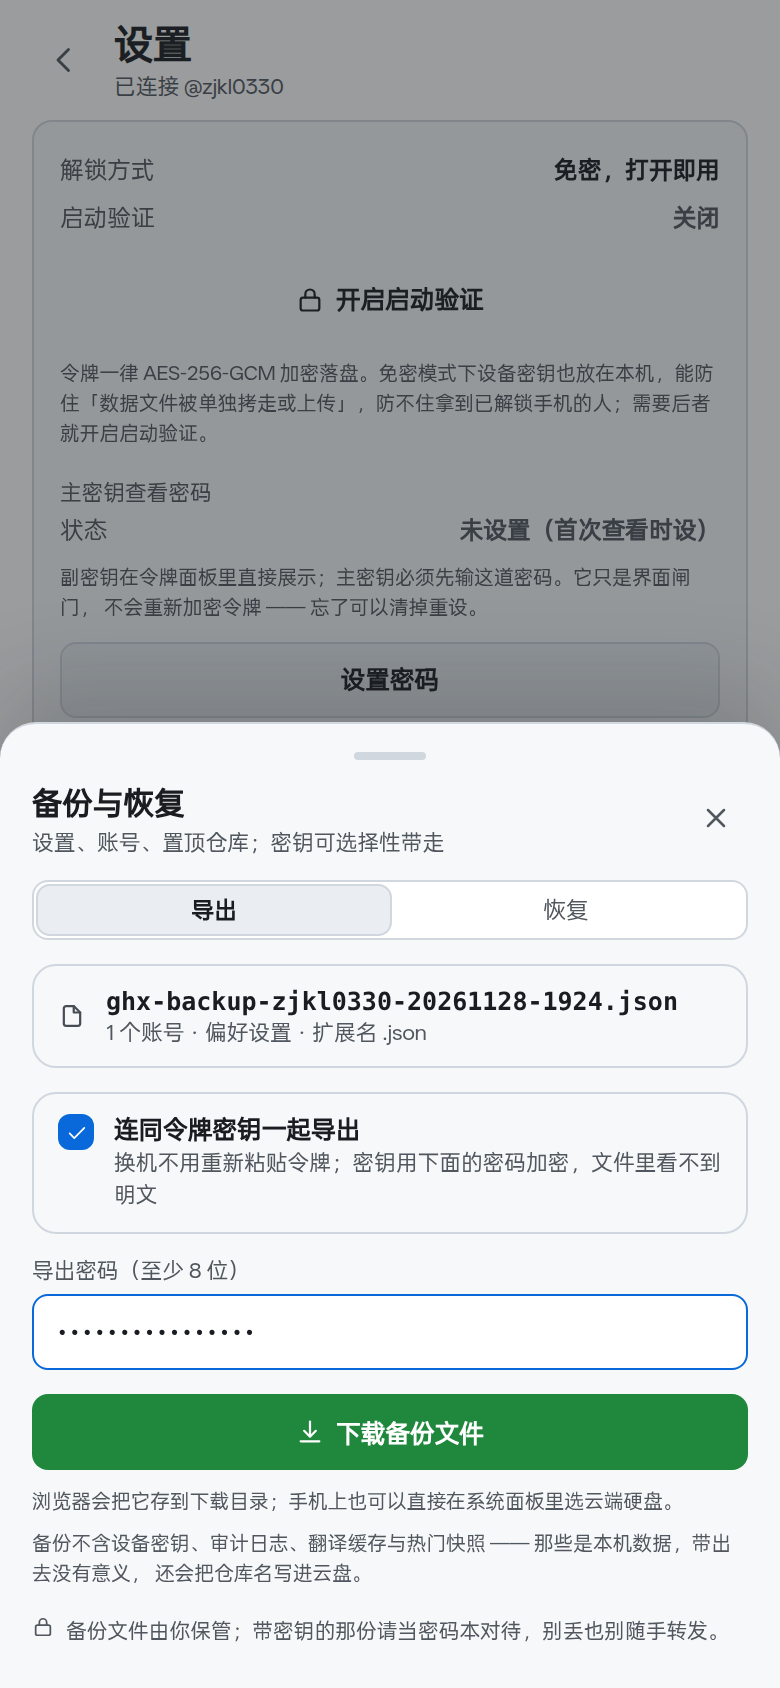 设置
已连接 @zjkl0330
解锁方式 免密，打开即用
启动验证 关闭
开启启动验证
令牌一律 AES-256-GCM 加密落盘。免密模式下设备密钥也放在本机，能防
住「数据文件被单独拷走或上传」，防不住拿到已解锁手机的人；需要后者
就开启启动验证。
主密钥查看密码
状态 未设置（首次查看时设）
副密钥在令牌面板里直接展示；主密钥必须先输这道密码。它只是界面闸
门， 不会重新加密令牌 —— 忘了可以清掉重设。
设置密码
备份与恢复
设置、账号、置顶仓库；密钥可选择性带走
导出 恢复
ghx-backup-zjkl0330-20261128-1924.json
1 个账号 · 偏好设置 · 扩展名 .json
连同令牌密钥一起导出
换机不用重新粘贴令牌；密钥用下面的密码加密，文件里看不到
明文
导出密码（至少 8 位）
••••••••••••••••
下载备份文件
浏览器会把它存到下载目录；手机上也可以直接在系统面板里选云端硬盘。
备份不含设备密钥、审计日志、翻译缓存与热门快照 —— 那些是本机数据，带出
去没有意义， 还会把仓库名写进云盘。
备份文件由你保管；带密钥的那份请当密码本对待，别丢也别随手转发。